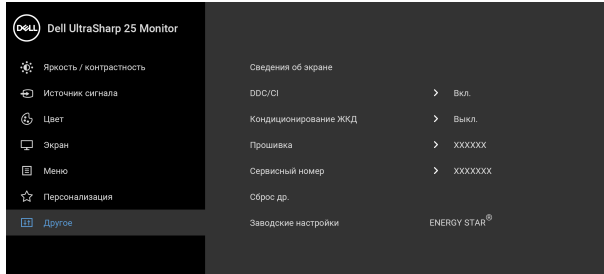 DELL Dell UltraSharp 25 Monitor
Яркость / контрастность Сведения об экране
Источник сигнала DDC/CI Вкл.
Цвет Кондиционирование ЖКД Выкл.
Экран Прошивка XXXXXX
Меню Сервисный номер XXXXXXX
Персонализация Сброс др.
Другое Заводские настройки ENERGY STAR®